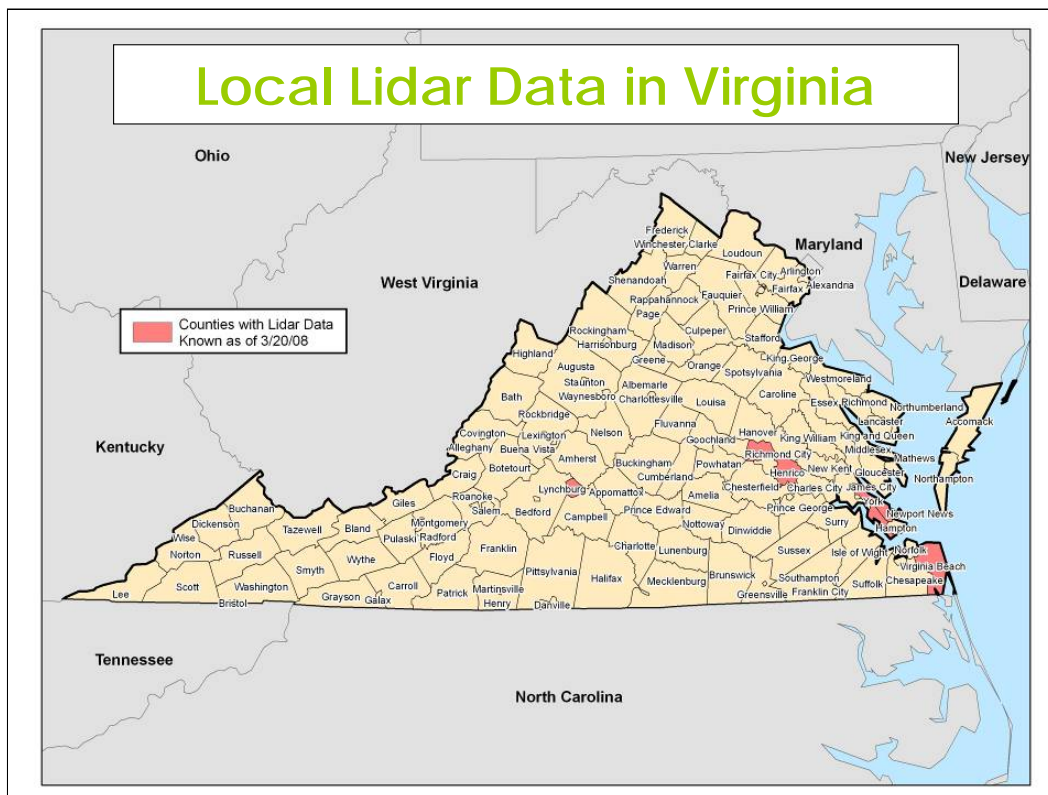 Local Lidar Data in Virginia
Ohio
New Jersey
Maryland
Delaware
West Virginia
Kentucky
Tennessee
North Carolina
Counties with Lidar Data
Known as of 3/20/08
Frederick
Winchester Clarke
Loudoun
Warren
Fairfax City Arlington
Shenandoah
Fairfax Alexandria
Rappahannock Fauquier
Page
Prince William
Rockingham
Culpeper
Stafford
Harrisonburg Madison
Highland
Greene Orange
King George
Augusta
Spotsylvania
Westmoreland
Staunton Albemarle
Bath
Waynesboro Charlottesville
Louisa
Caroline
Essex Richmond
Northumberland
Rockbridge
Lancaster
Accomack
Fluvanna
Covington Lexington Nelson
Hanover
King William King and Queen
Goochland
Alleghany Buena Vista
Middlesex
Richmond City
Mathews
Amherst
Botetourt
Buckingham Powhatan
Henrico New Kent Gloucester
Craig
Cumberland
Northampton
Lynchburg Appomattox
Chesterfield Charles City James City
Roanoke
Amelia
York
Giles
Salem Bedford
Prince Edward
Prince George
Newport News
Buchanan
Campbell
Montgomery
Nottoway
Surry
Hampton
Dickenson
Tazewell Bland
Radford
Dinwiddie
Wise
Pulaski
Franklin
Charlotte Lunenburg
Sussex
Isle of Wight
Norfolk
Norton
Russell
Wythe
Floyd
Virginia Beach
Smyth
Pittsylvania
Halifax
Mecklenburg
Brunswick
Southampton
Suffolk
Chesapeake
Scott
Washington
Carroll
Patrick
Martinsville
Lee
Grayson
Galax
Henry
Greensville Franklin City
Bristol
Danville